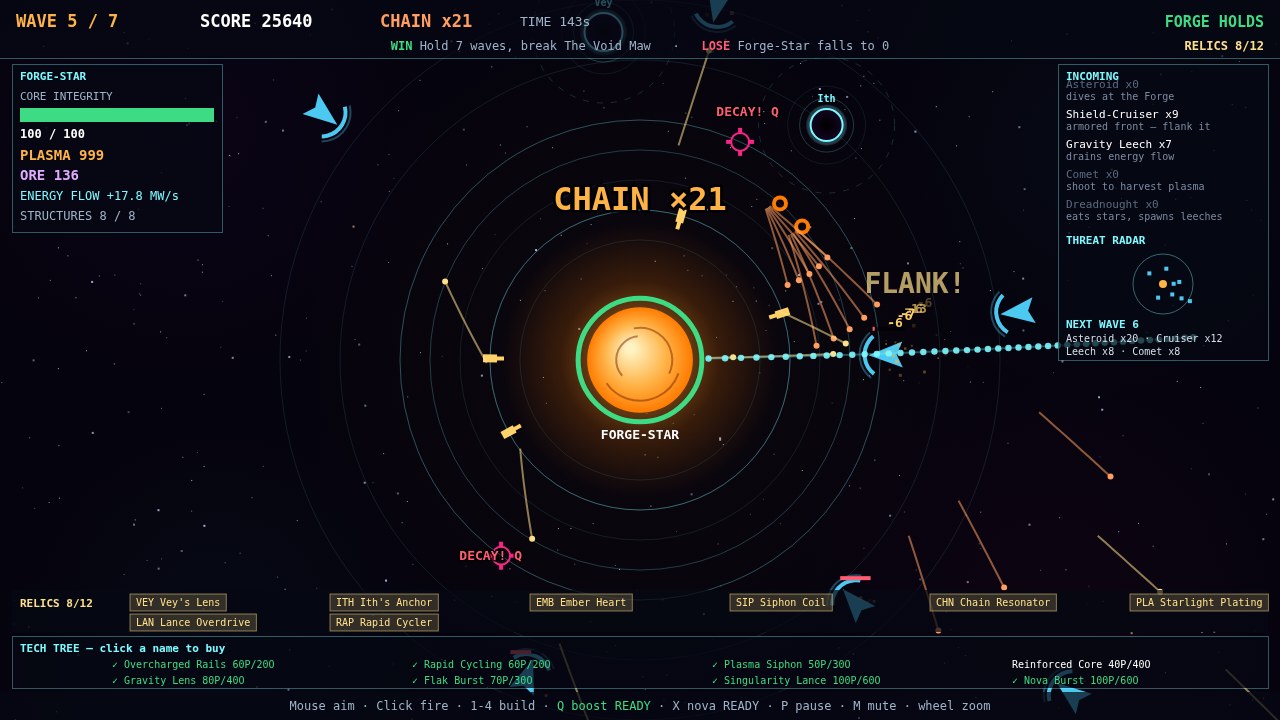 WAVE 5 / 7
SCORE 25640
CHAIN x21
TIME 143s
FORGE HOLDS
WIN Hold 7 waves, break The Void Maw · LOSE Forge-Star falls to 0
RELICS 8/12
Vey
FORGE-STAR
CORE INTEGRITY
100 / 100
PLASMA 999
ORE 136
ENERGY FLOW +17.8 MW/s
STRUCTURES 8 / 8
INCOMING
Asteroid x0
dives at the Forge
Shield-Cruiser x9
armored front — flank it
Gravity Leech x7
drains energy flow
Comet x0
shoot to harvest plasma
Dreadnought x0
eats stars, spawns leeches
THREAT RADAR
NEXT WAVE 6
Asteroid x20 · Cruiser x12
Leech x8 · Comet x8
Ith
DECAY! Q
CHAIN ×21
FLANK!
-6
FORGE-STAR
DECAY! Q
RELICS 8/12
VEY Vey's Lens
ITH Ith's Anchor
EMB Ember Heart
SIP Siphon Coil
CHN Chain Resonator
PLA Starlight Plating
LAN Lance Overdrive
RAP Rapid Cycler
TECH TREE — click a name to buy
✓ Overcharged Rails 60P/20O
✓ Rapid Cycling 60P/20O
✓ Plasma Siphon 50P/30O
Reinforced Core 40P/40O
✓ Gravity Lens 80P/40O
✓ Flak Burst 70P/30O
✓ Singularity Lance 100P/60O
✓ Nova Burst 100P/60O
Mouse aim · Click fire · 1-4 build · Q boost READY · X nova READY · P pause · M mute · wheel zoom